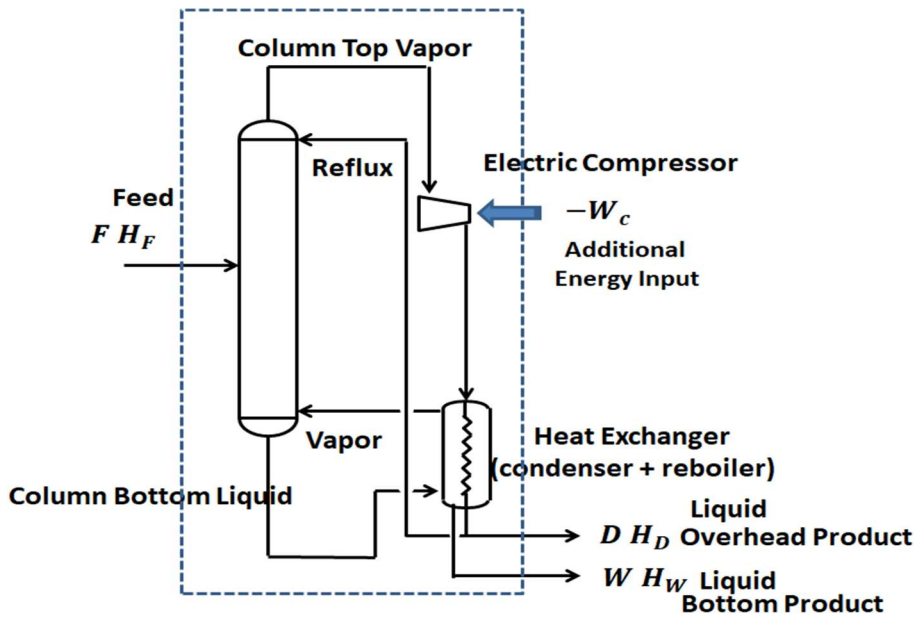 Column Top Vapor
Reflux
Electric Compressor
Feed
F H_F
−W_c
Additional
Energy Input
Vapor
Heat Exchanger
(condenser + reboiler)
Column Bottom Liquid
Liquid
D H_D Overhead Product
W H_W Liquid
Bottom Product